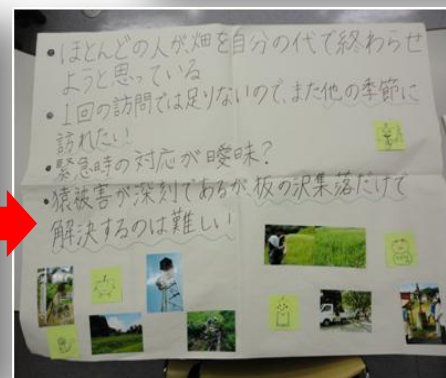 ・ほとんどの人が、畑を自分の代で終わらせ
ようと思っている
・1回の訪問では足りないので、また他の季節に
訪れたい
・緊急時の対応が曖昧?
・猿被害が深刻であるが、板の沢集落だけで
解決するのは難しい